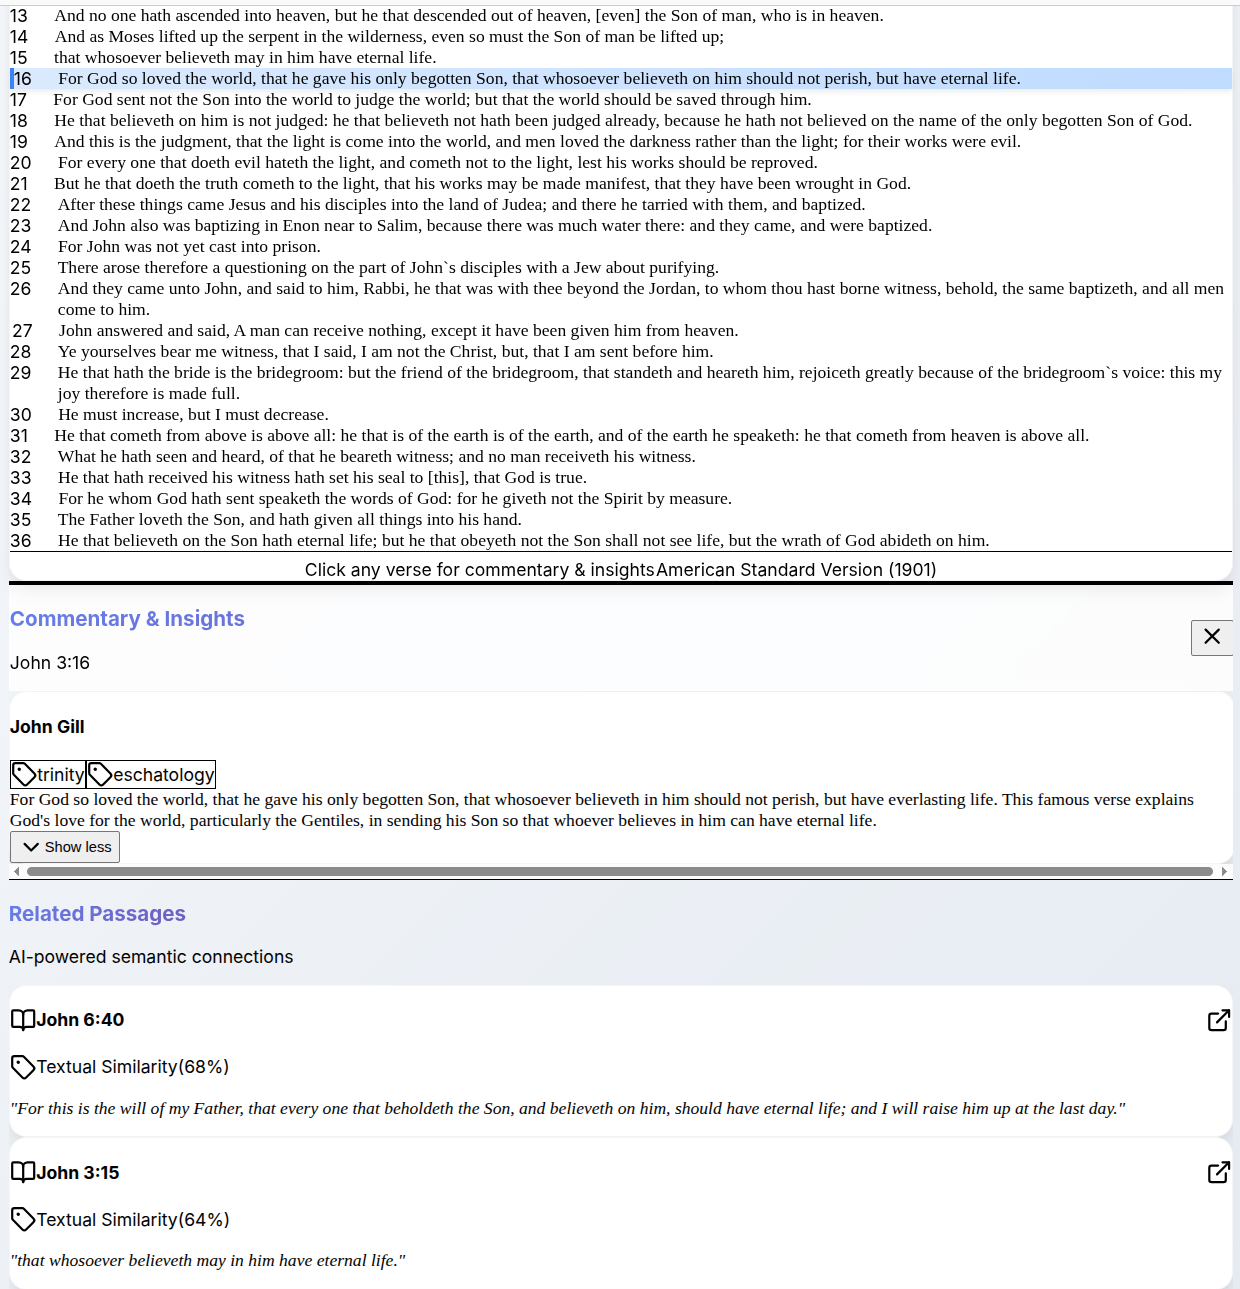 13 And no one hath ascended into heaven, but he that descended out of heaven, [even] the Son of man, who is in heaven.
14 And as Moses lifted up the serpent in the wilderness, even so must the Son of man be lifted up;
15 that whosoever believeth may in him have eternal life.
16 For God so loved the world, that he gave his only begotten Son, that whosoever believeth on him should not perish, but have eternal life.
17 For God sent not the Son into the world to judge the world; but that the world should be saved through him.
18 He that believeth on him is not judged: he that believeth not hath been judged already, because he hath not believed on the name of the only begotten Son of God.
19 And this is the judgment, that the light is come into the world, and men loved the darkness rather than the light; for their works were evil.
20 For every one that doeth evil hateth the light, and cometh not to the light, lest his works should be reproved.
21 But he that doeth the truth cometh to the light, that his works may be made manifest, that they have been wrought in God.
22 After these things came Jesus and his disciples into the land of Judea; and there he tarried with them, and baptized.
23 And John also was baptizing in Enon near to Salim, because there was much water there: and they came, and were baptized.
24 For John was not yet cast into prison.
25 There arose therefore a questioning on the part of John`s disciples with a Jew about purifying.
26 And they came unto John, and said to him, Rabbi, he that was with thee beyond the Jordan, to whom thou hast borne witness, behold, the same baptizeth, and all men
come to him.
27 John answered and said, A man can receive nothing, except it have been given him from heaven.
28 Ye yourselves bear me witness, that I said, I am not the Christ, but, that I am sent before him.
29 He that hath the bride is the bridegroom: but the friend of the bridegroom, that standeth and heareth him, rejoiceth greatly because of the bridegroom`s voice: this my
joy therefore is made full.
30 He must increase, but I must decrease.
31 He that cometh from above is above all: he that is of the earth is of the earth, and of the earth he speaketh: he that cometh from heaven is above all.
32 What he hath seen and heard, of that he beareth witness; and no man receiveth his witness.
33 He that hath received his witness hath set his seal to [this], that God is true.
34 For he whom God hath sent speaketh the words of God: for he giveth not the Spirit by measure.
35 The Father loveth the Son, and hath given all things into his hand.
36 He that believeth on the Son hath eternal life; but he that obeyeth not the Son shall not see life, but the wrath of God abideth on him.
Click any verse for commentary & insightsAmerican Standard Version (1901)
Commentary & Insights
John 3:16
John Gill
trinity eschatology
For God so loved the world, that he gave his only begotten Son, that whosoever believeth in him should not perish, but have everlasting life. This famous verse explains
God's love for the world, particularly the Gentiles, in sending his Son so that whoever believes in him can have eternal life.
Show less
Related Passages
AI-powered semantic connections
John 6:40
Textual Similarity(68%)
"For this is the will of my Father, that every one that beholdeth the Son, and believeth on him, should have eternal life; and I will raise him up at the last day."
John 3:15
Textual Similarity(64%)
"that whosoever believeth may in him have eternal life."